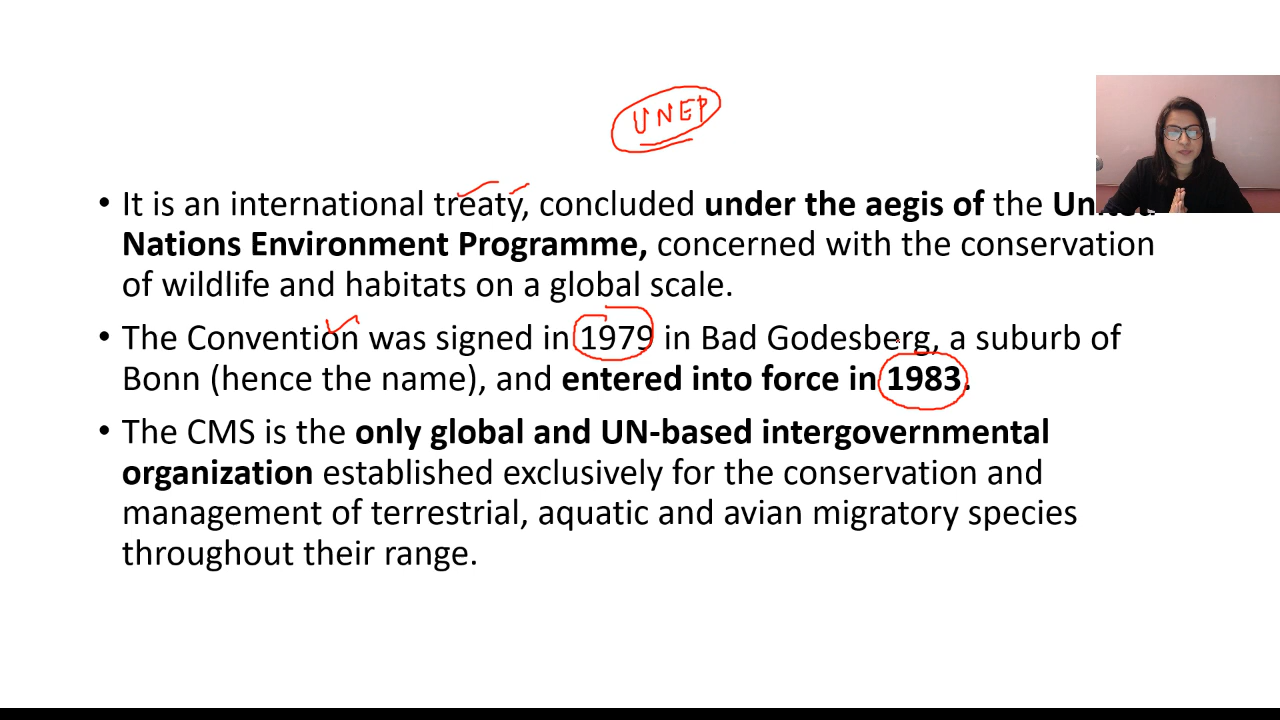 UNEP
• It is an international treaty, concluded under the aegis of the United
Nations Environment Programme, concerned with the conservation
of wildlife and habitats on a global scale.
• The Convention was signed in 1979 in Bad Godesberg, a suburb of
Bonn (hence the name), and entered into force in 1983.
• The CMS is the only global and UN-based intergovernmental
organization established exclusively for the conservation and
management of terrestrial, aquatic and avian migratory species
throughout their range.